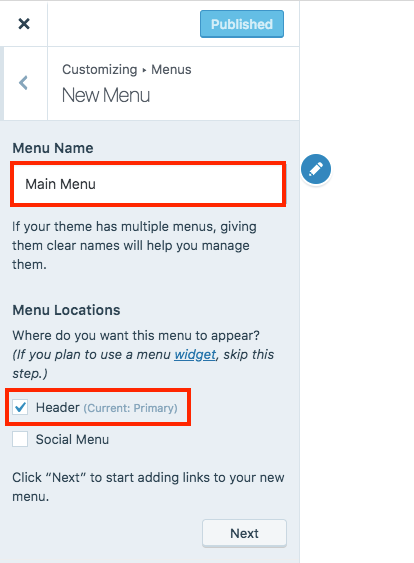 Published
Customizing ▸ Menus
New Menu
Menu Name
Main Menu
If your theme has multiple menus, giving
them clear names will help you manage
them.
Menu Locations
Where do you want this menu to appear?
(If you plan to use a menu widget, skip this
step.)
Header (Current: Primary)
Social Menu
Click “Next” to start adding links to your new
menu.
Next